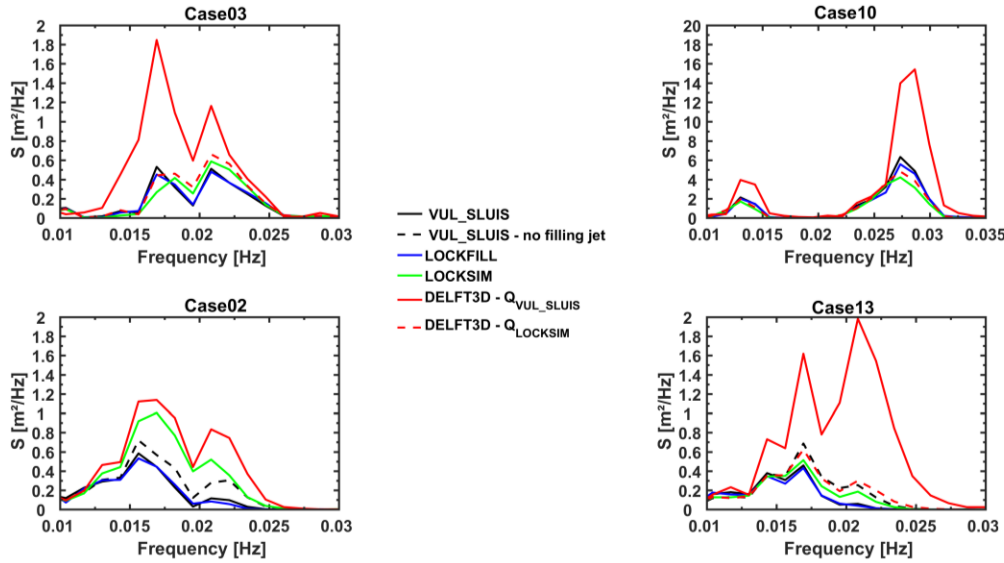 Case03
2
1.8
1.6
1.4
1.2
1
0.8
0.6
0.4
0.2
0
S [m²/Hz]
0.01 0.015 0.02 0.025 0.03
Frequency [Hz]
Case10
20
18
16
14
12
10
8
6
4
2
0
S [m²/Hz]
0.01 0.015 0.02 0.025 0.03 0.035
Frequency [Hz]
VUL_SLUIS
VUL_SLUIS - no filling jet
LOCKFILL
LOCKSIM
DELFT3D - QVUL_SLUIS
DELFT3D - QLOCKSIM
Case02
2
1.8
1.6
1.4
1.2
1
0.8
0.6
0.4
0.2
0
S [m²/Hz]
0.01 0.015 0.02 0.025 0.03
Frequency [Hz]
Case13
2
1.8
1.6
1.4
1.2
1
0.8
0.6
0.4
0.2
0
S [m²/Hz]
0.01 0.015 0.02 0.025 0.03
Frequency [Hz]